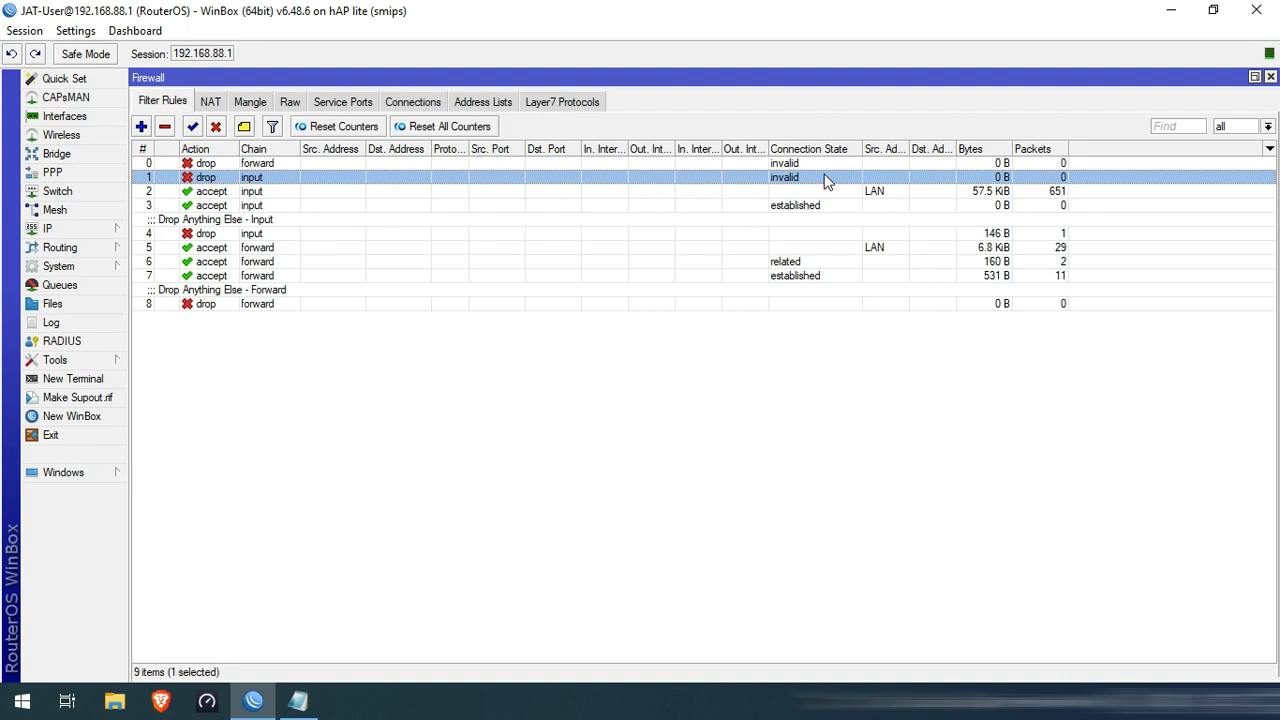 JAT-User@192.168.88.1 (RouterOS) - WinBox (64bit) v6.48.6 on hAP lite (smips)
Session Settings Dashboard
Safe Mode Session: 192.168.88.1
Quick Set
CAPsMAN
Interfaces
Wireless
Bridge
PPP
Switch
Mesh
IP
Routing
System
Queues
Files
Log
RADIUS
Tools
New Terminal
Make Supout.rif
New WinBox
Exit
Windows
RouterOS WinBox
Firewall
Filter Rules NAT Mangle Raw Service Ports Connections Address Lists Layer7 Protocols
Reset Counters Reset All Counters Find all
# Action Chain Src. Address Dst. Address Proto... Src. Port Dst. Port In. Inter... Out. Int... In. Inter... Out. Int... Connection State Src. Ad... Dst. Ad... Bytes Packets
0 drop forward invalid 0 B 0
1 drop input invalid 0 B 0
2 accept input LAN 57.5 KiB 651
3 accept input established 0 B 0
::: Drop Anything Else - Input
4 drop input 146 B 1
5 accept forward LAN 6.8 KiB 29
6 accept forward related 160 B 2
7 accept forward established 531 B 11
::: Drop Anything Else - Forward
8 drop forward 0 B 0
9 items (1 selected)